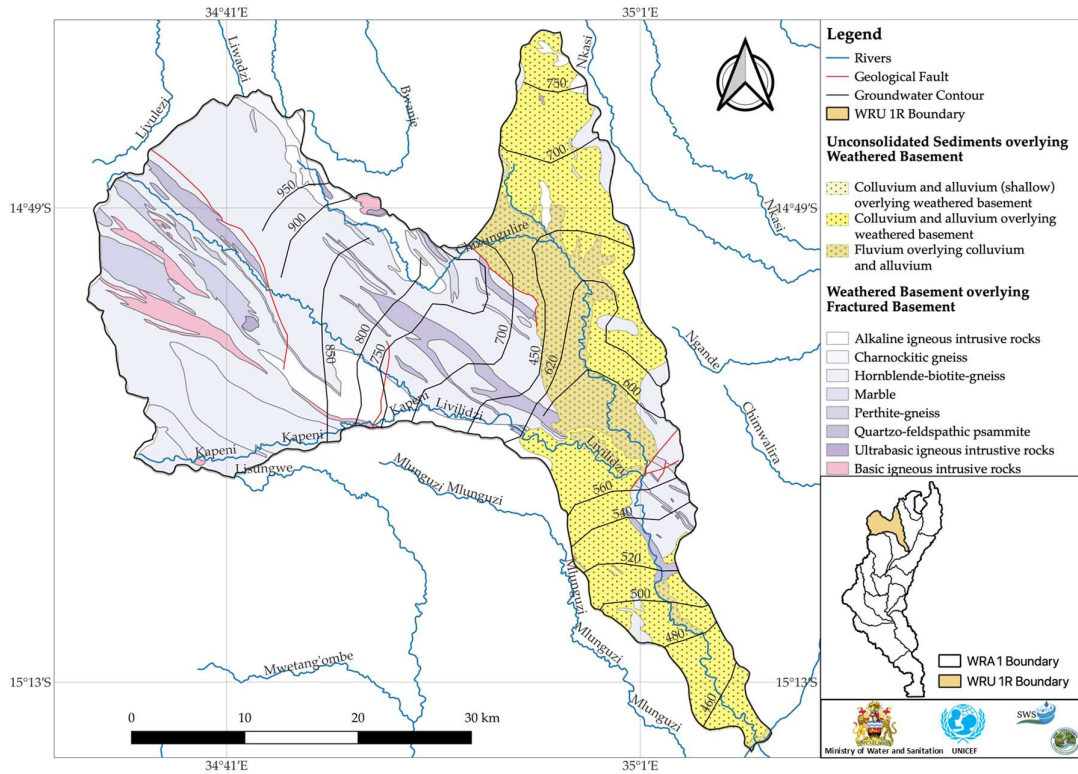 34°41'E
35°1'E
Livulezi
Liwadzi
Bwanje
Nkasi
Nkasi
14°49'S
14°49'S
750
700
950
900
Chizungulire
850
800
750
700
450
620
600
Ngande
Chimwalira
Kapeni
Livilidzi
Kapeni
Kapeni
Livilidzi
Lisungwe
Mlunguzi
Mlunguzi
560
540
520
500
480
460
Mlunguzi
Mlunguzi
Mlunguzi
Mwetang'ombe
15°13'S
15°13'S
0 10 20 30 km
34°41'E
35°1'E
Legend
Rivers
Geological Fault
Groundwater Contour
WRU 1R Boundary
Unconsolidated Sediments overlying
Weathered Basement
Colluvium and alluvium (shallow)
overlying weathered basement
Colluvium and alluvium overlying
weathered basement
Fluvium overlying colluvium
and alluvium
Weathered Basement overlying
Fractured Basement
Alkaline igneous intrusive rocks
Charnockitic gneiss
Hornblende-biotite-gneiss
Marble
Perthite-gneiss
Quartzo-feldspathic psammite
Ultrabasic igneous intrustive rocks
Basic igneous intrusive rocks
WRA 1 Boundary
WRU 1R Boundary
Ministry of Water and Sanitation
UNICEF
SWS